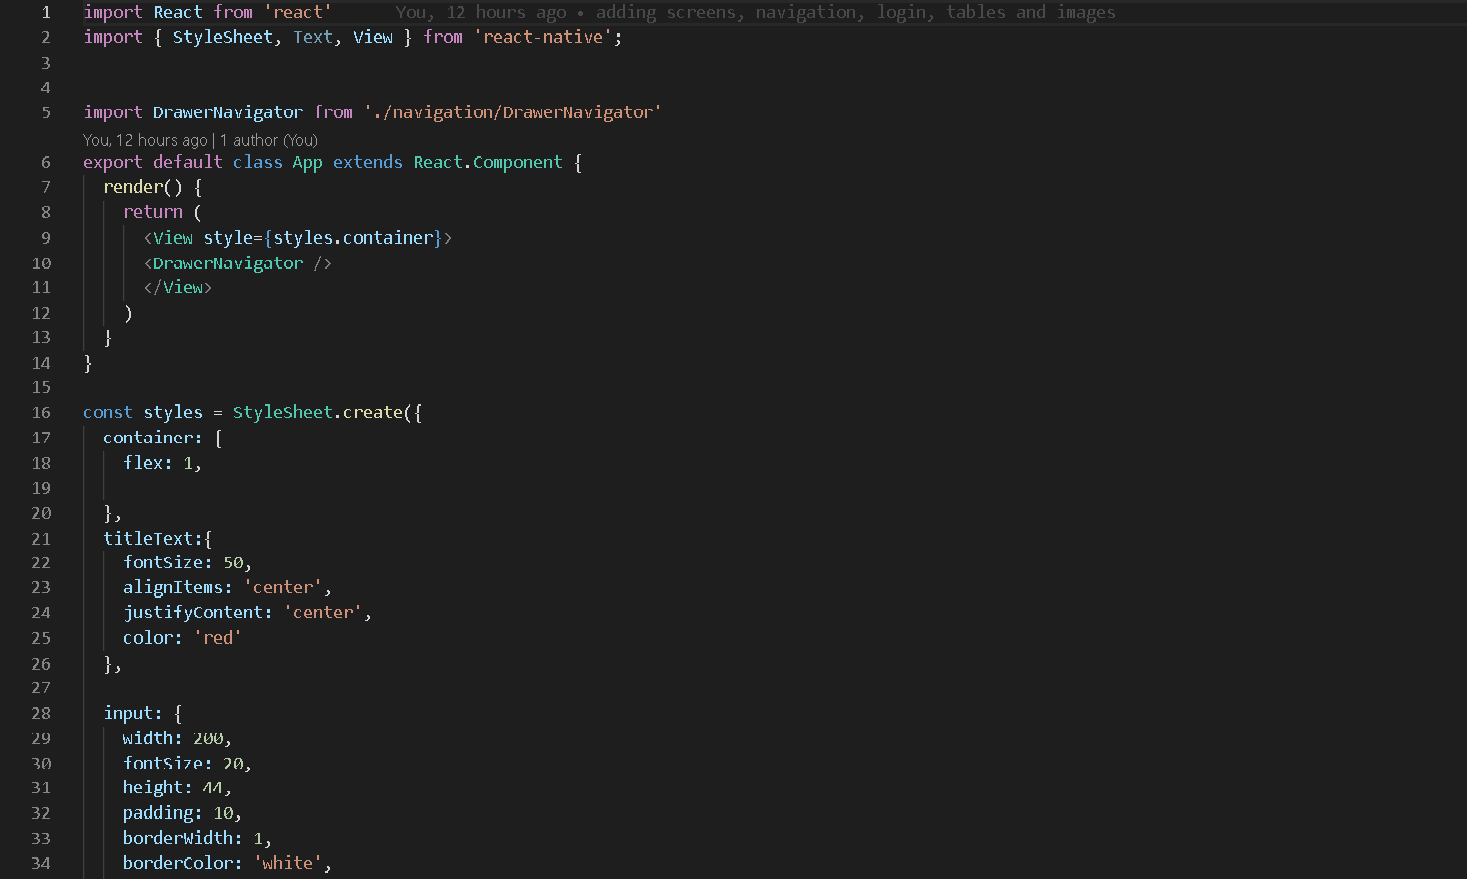 1 import React from 'react' You, 12 hours ago • adding screens, navigation, login, tables and images
2 import { StyleSheet, Text, View } from 'react-native';
3
4
5 import DrawerNavigator from './navigation/DrawerNavigator'
You, 12 hours ago | 1 author (You)
6 export default class App extends React.Component {
7 render() {
8 return (
9 <View style={styles.container}>
10 <DrawerNavigator />
11 </View>
12 )
13 }
14 }
15
16 const styles = StyleSheet.create({
17 container: [
18 flex: 1,
19
20 },
21 titleText:{
22 fontSize: 50,
23 alignItems: 'center',
24 justifyContent: 'center',
25 color: 'red'
26 },
27
28 input: {
29 width: 200,
30 fontSize: 20,
31 height: 44,
32 padding: 10,
33 borderWidth: 1,
34 borderColor: 'white',